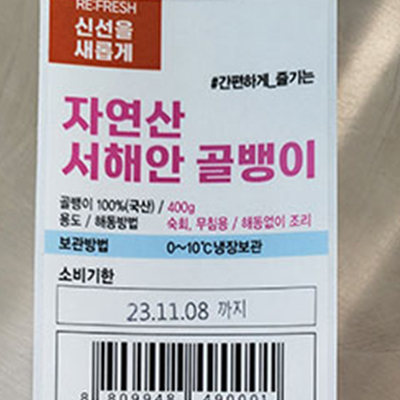 RE:FRESH
신선을
새롭게
#간편하게_즐기는
자연산
서해안 골뱅이
골뱅이 100%(국산) / 400g
용도 / 해동방법 숙회, 무침용 / 해동없이 조리
보관방법 0~10℃냉장보관
소비기한
23.11.08 까지
8 809948 490001